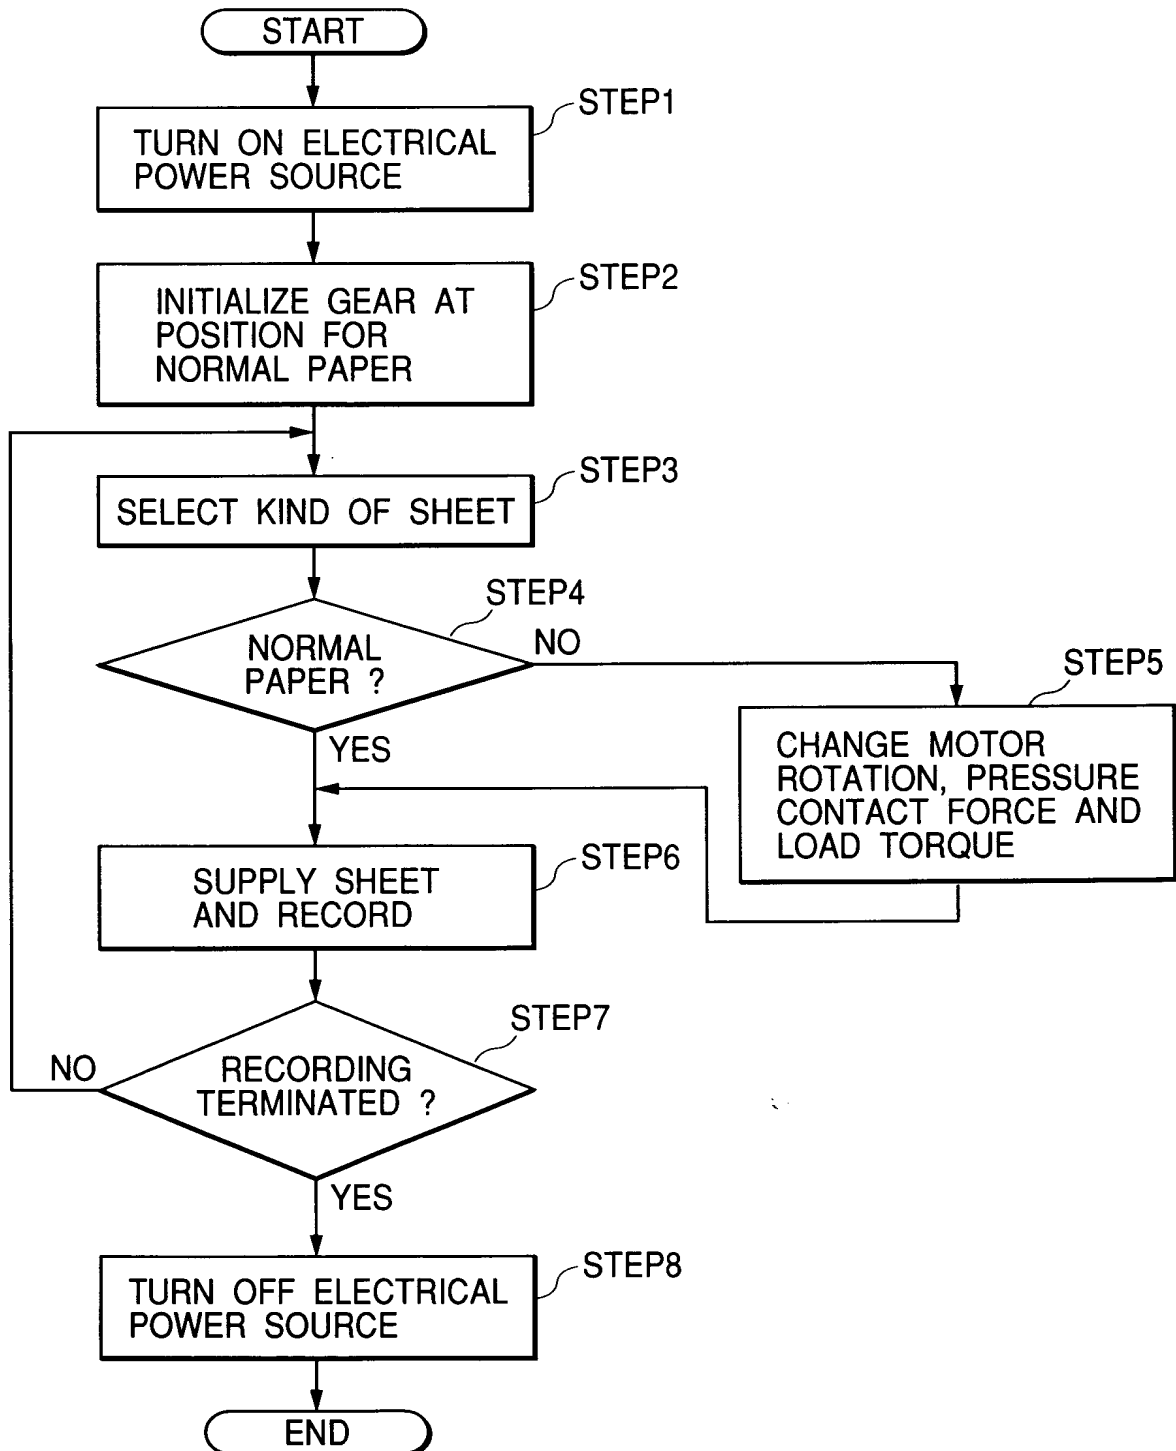 START
STEP1
TURN ON ELECTRICAL
POWER SOURCE
STEP2
INITIALIZE GEAR AT
POSITION FOR
NORMAL PAPER
STEP3
SELECT KIND OF SHEET
STEP4
NORMAL
PAPER ?
NO
YES
STEP5
CHANGE MOTOR
ROTATION, PRESSURE
CONTACT FORCE AND
LOAD TORQUE
STEP6
SUPPLY SHEET
AND RECORD
STEP7
RECORDING
TERMINATED ?
NO
YES
STEP8
TURN OFF ELECTRICAL
POWER SOURCE
END